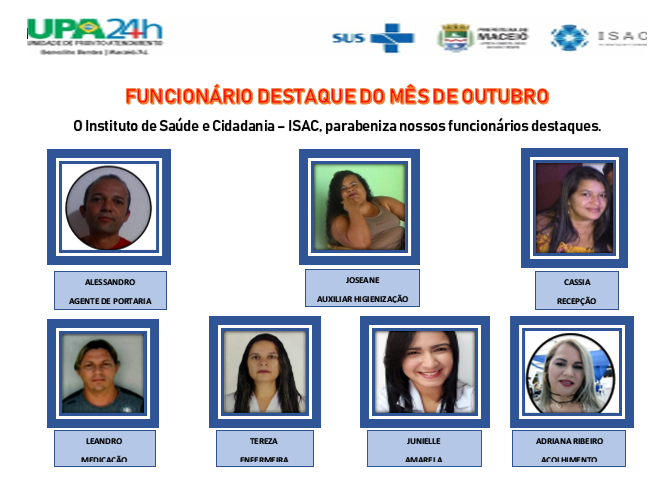 UPA24h
UNIDADE DE PRONTO ATENDIMENTO
Benedito Bentes | Maceió/AL
SUS
PREFEITURA DE
MACEIÓ
ISAC
FUNCIONÁRIO DESTAQUE DO MÊS DE OUTUBRO
O Instituto de Saúde e Cidadania – ISAC, parabeniza nossos funcionários destaques.
ALESSANDRO
AGENTE DE PORTARIA
JOSEANE
AUXILIAR HIGIENIZAÇÃO
CASSIA
RECEPÇÃO
LEANDRO
MEDICAÇÃO
TEREZA
ENFERMEIRA
JUNIELLE
AMARELA
ADRIANA RIBEIRO
ACOLHIMENTO